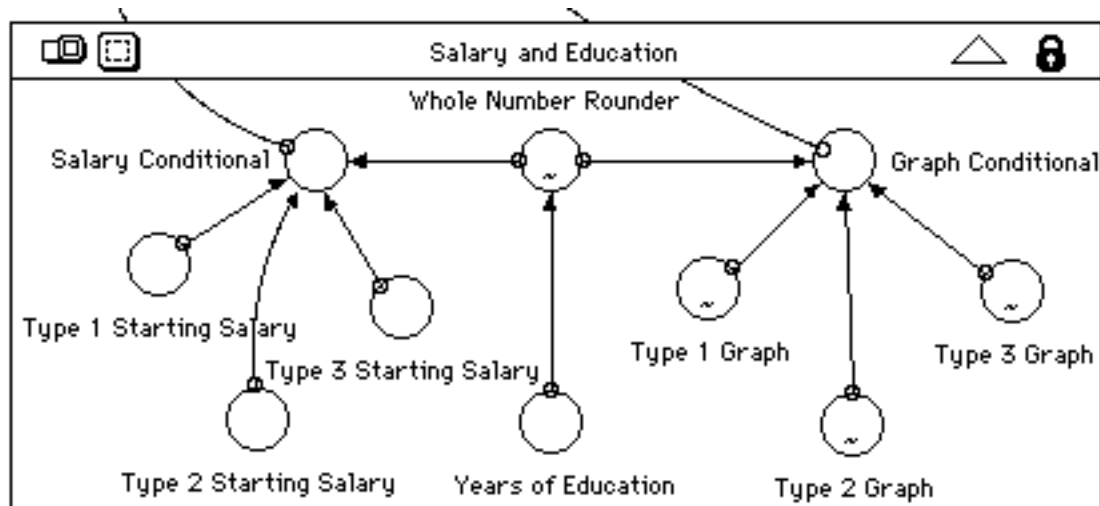 Salary and Education
Whole Number Rounder
Salary Conditional
Graph Conditional
~
Type 1 Starting Salary
Type 3 Starting Salary
~
Type 1 Graph
~
Type 3 Graph
~
Type 2 Starting Salary
Years of Education
Type 2 Graph